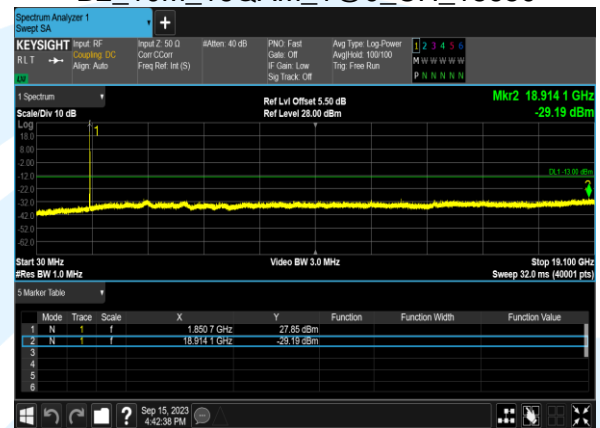 Spectrum Analyzer 1
Swept SA
KEYSIGHT Input: RF Input Z: 50 Ω #Atten: 40 dB PNO: Fast Avg Type: Log-Power 1 2 3 4 5 6
RLT Coupling: DC Corr CCorr Gate: Off Avg|Hold: 100/100 M W W W W W
Align: Auto Freq Ref: Int (S) IF Gain: Low Trig: Free Run
Sig Track: Off P N N N N N
1 Spectrum Ref Lvl Offset 5.50 dB Mkr2 18.914 1 GHz
Scale/Div 10 dB Ref Level 28.00 dBm -29.19 dBm
Log
18.0
1
8.00
-2.00
-12.0
DL1 -13.00 dBm
-22.0
2
-32.0
-42.0
-52.0
-62.0
Start 30 MHz Video BW 3.0 MHz Stop 19.100 GHz
#Res BW 1.0 MHz Sweep 32.0 ms (40001 pts)
5 Marker Table
Mode Trace Scale X Y Function Function Width Function Value
1 N 1 f 1.850 7 GHz 27.85 dBm
2 N 1 f 18.914 1 GHz -29.19 dBm
3
4
5
6
? Sep 15, 2023
4:42:38 PM